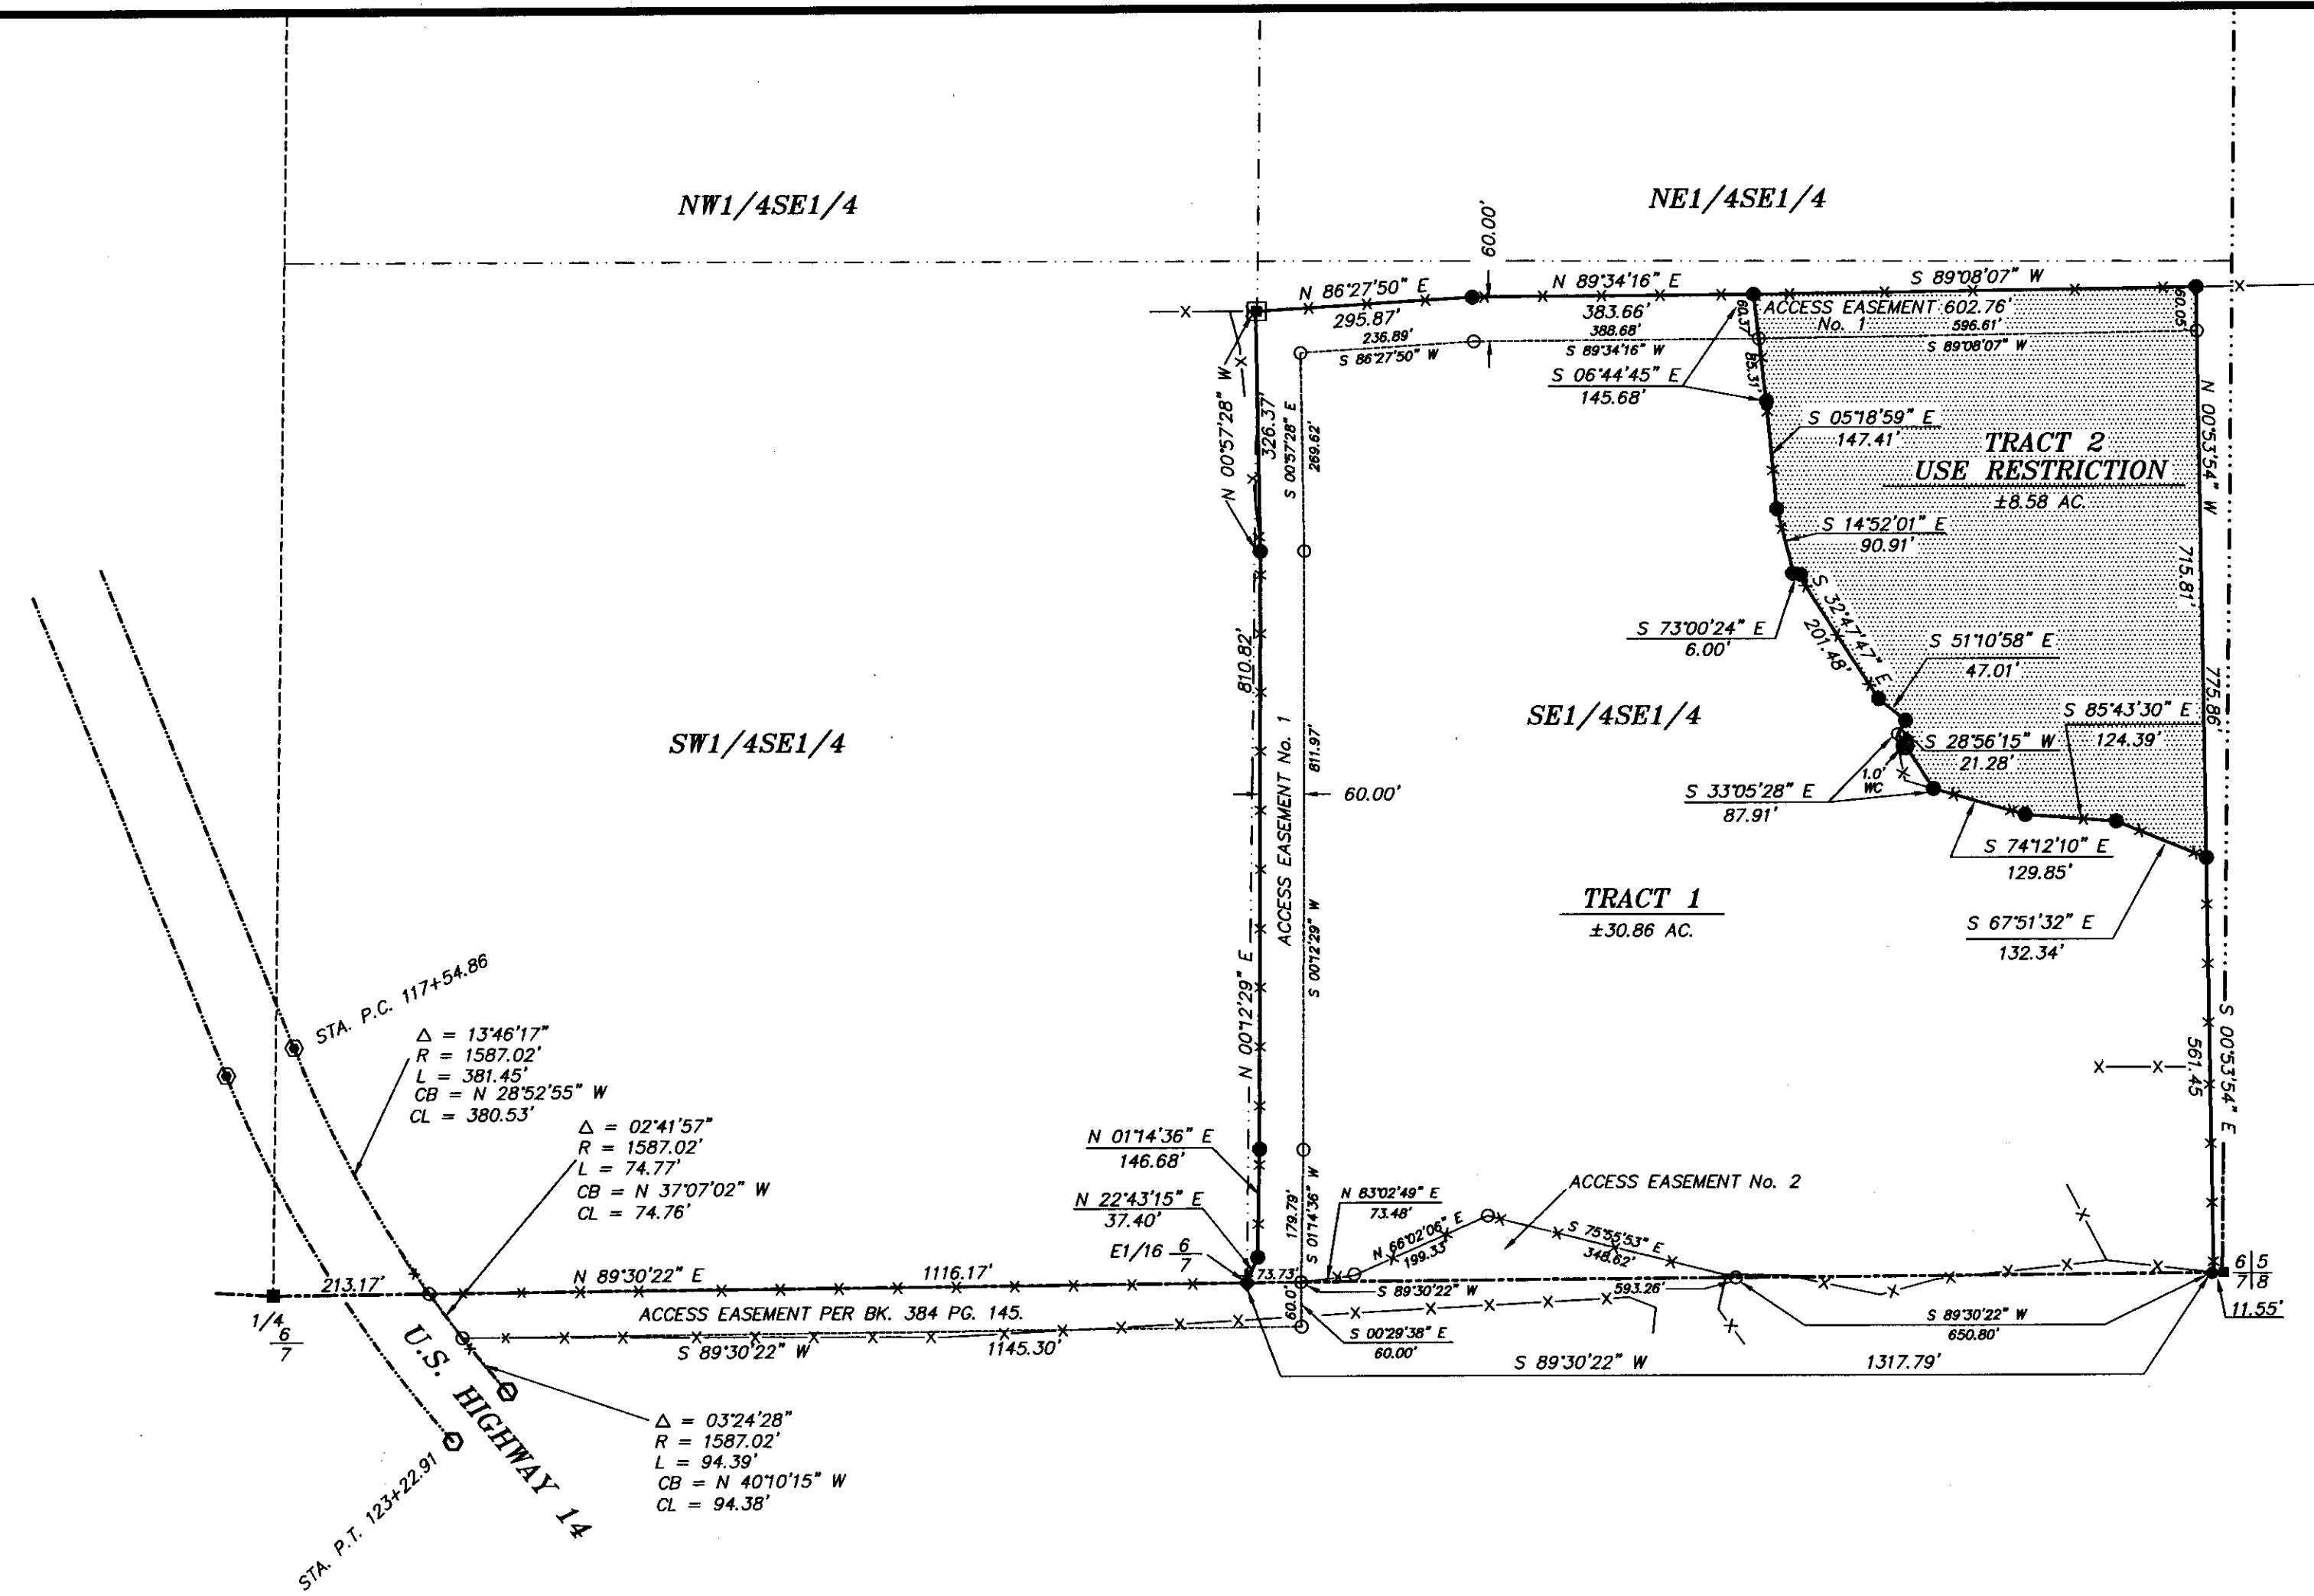 NW1/4SE1/4
NE1/4SE1/4
60.00'
N 86°27'50" E
295.87'
236.89'
S 86°27'50" W
N 89°34'16" E
383.66'
388.68'
S 89°34'16" W
S 89°08'07" W
ACCESS EASEMENT 602.76'
No. 1
596.61'
S 89°08'07" W
60.05'
60.37'
85.31'
S 06°44'45" E
145.68'
N 00°57'28" W
326.37'
S 00°57'28" E
269.62'
S 05°18'59" E
147.41'
TRACT 2
USE RESTRICTION
±8.58 AC.
N 00°53'54" W
715.81'
775.86'
S 14°52'01" E
90.91'
S 73°00'24" E
6.00'
S 32°47'47" E
201.48'
S 51°10'58" E
47.01'
S 85°43'30" E
124.39'
S 28°56'15" W
21.28'
1.0'
WC
S 33°05'28" E
87.91'
S 74°12'10" E
129.85'
S 67°51'32" E
132.34'
SW1/4SE1/4
SE1/4SE1/4
810.82'
N 00°12'29" E
ACCESS EASEMENT No. 1
811.97'
S 00°12'29" W
60.00'
TRACT 1
±30.86 AC.
S 00°53'54" E
561.45
STA. P.C. 117+54.86
Δ = 13°46'17"
R = 1587.02'
L = 381.45'
CB = N 28°52'55" W
CL = 380.53'
Δ = 02°41'57"
R = 1587.02'
L = 74.77'
CB = N 37°07'02" W
CL = 74.76'
N 01°14'36" E
146.68'
N 22°43'15" E
37.40'
E1/16 6
7
179.79'
S 01°14'36" W
N 83°02'49" E
73.48'
N 66°02'06" E
199.33'
ACCESS EASEMENT No. 2
S 75°55'53" E
348.62'
213.17'
N 89°30'22" E
1116.17'
73.73'
S 89°30'22" W
593.26'
6 5
7 8
1/4 6
7
ACCESS EASEMENT PER BK. 384 PG. 145.
60.0'
S 00°29'38" E
60.00'
S 89°30'22" W
650.80'
11.55'
S 89°30'22" W
1145.30'
S 89°30'22" W
1317.79'
U.S. HIGHWAY 14
Δ = 03°24'28"
R = 1587.02'
L = 94.39'
CB = N 40°10'15" W
CL = 94.38'
STA. P.T. 123+22.91